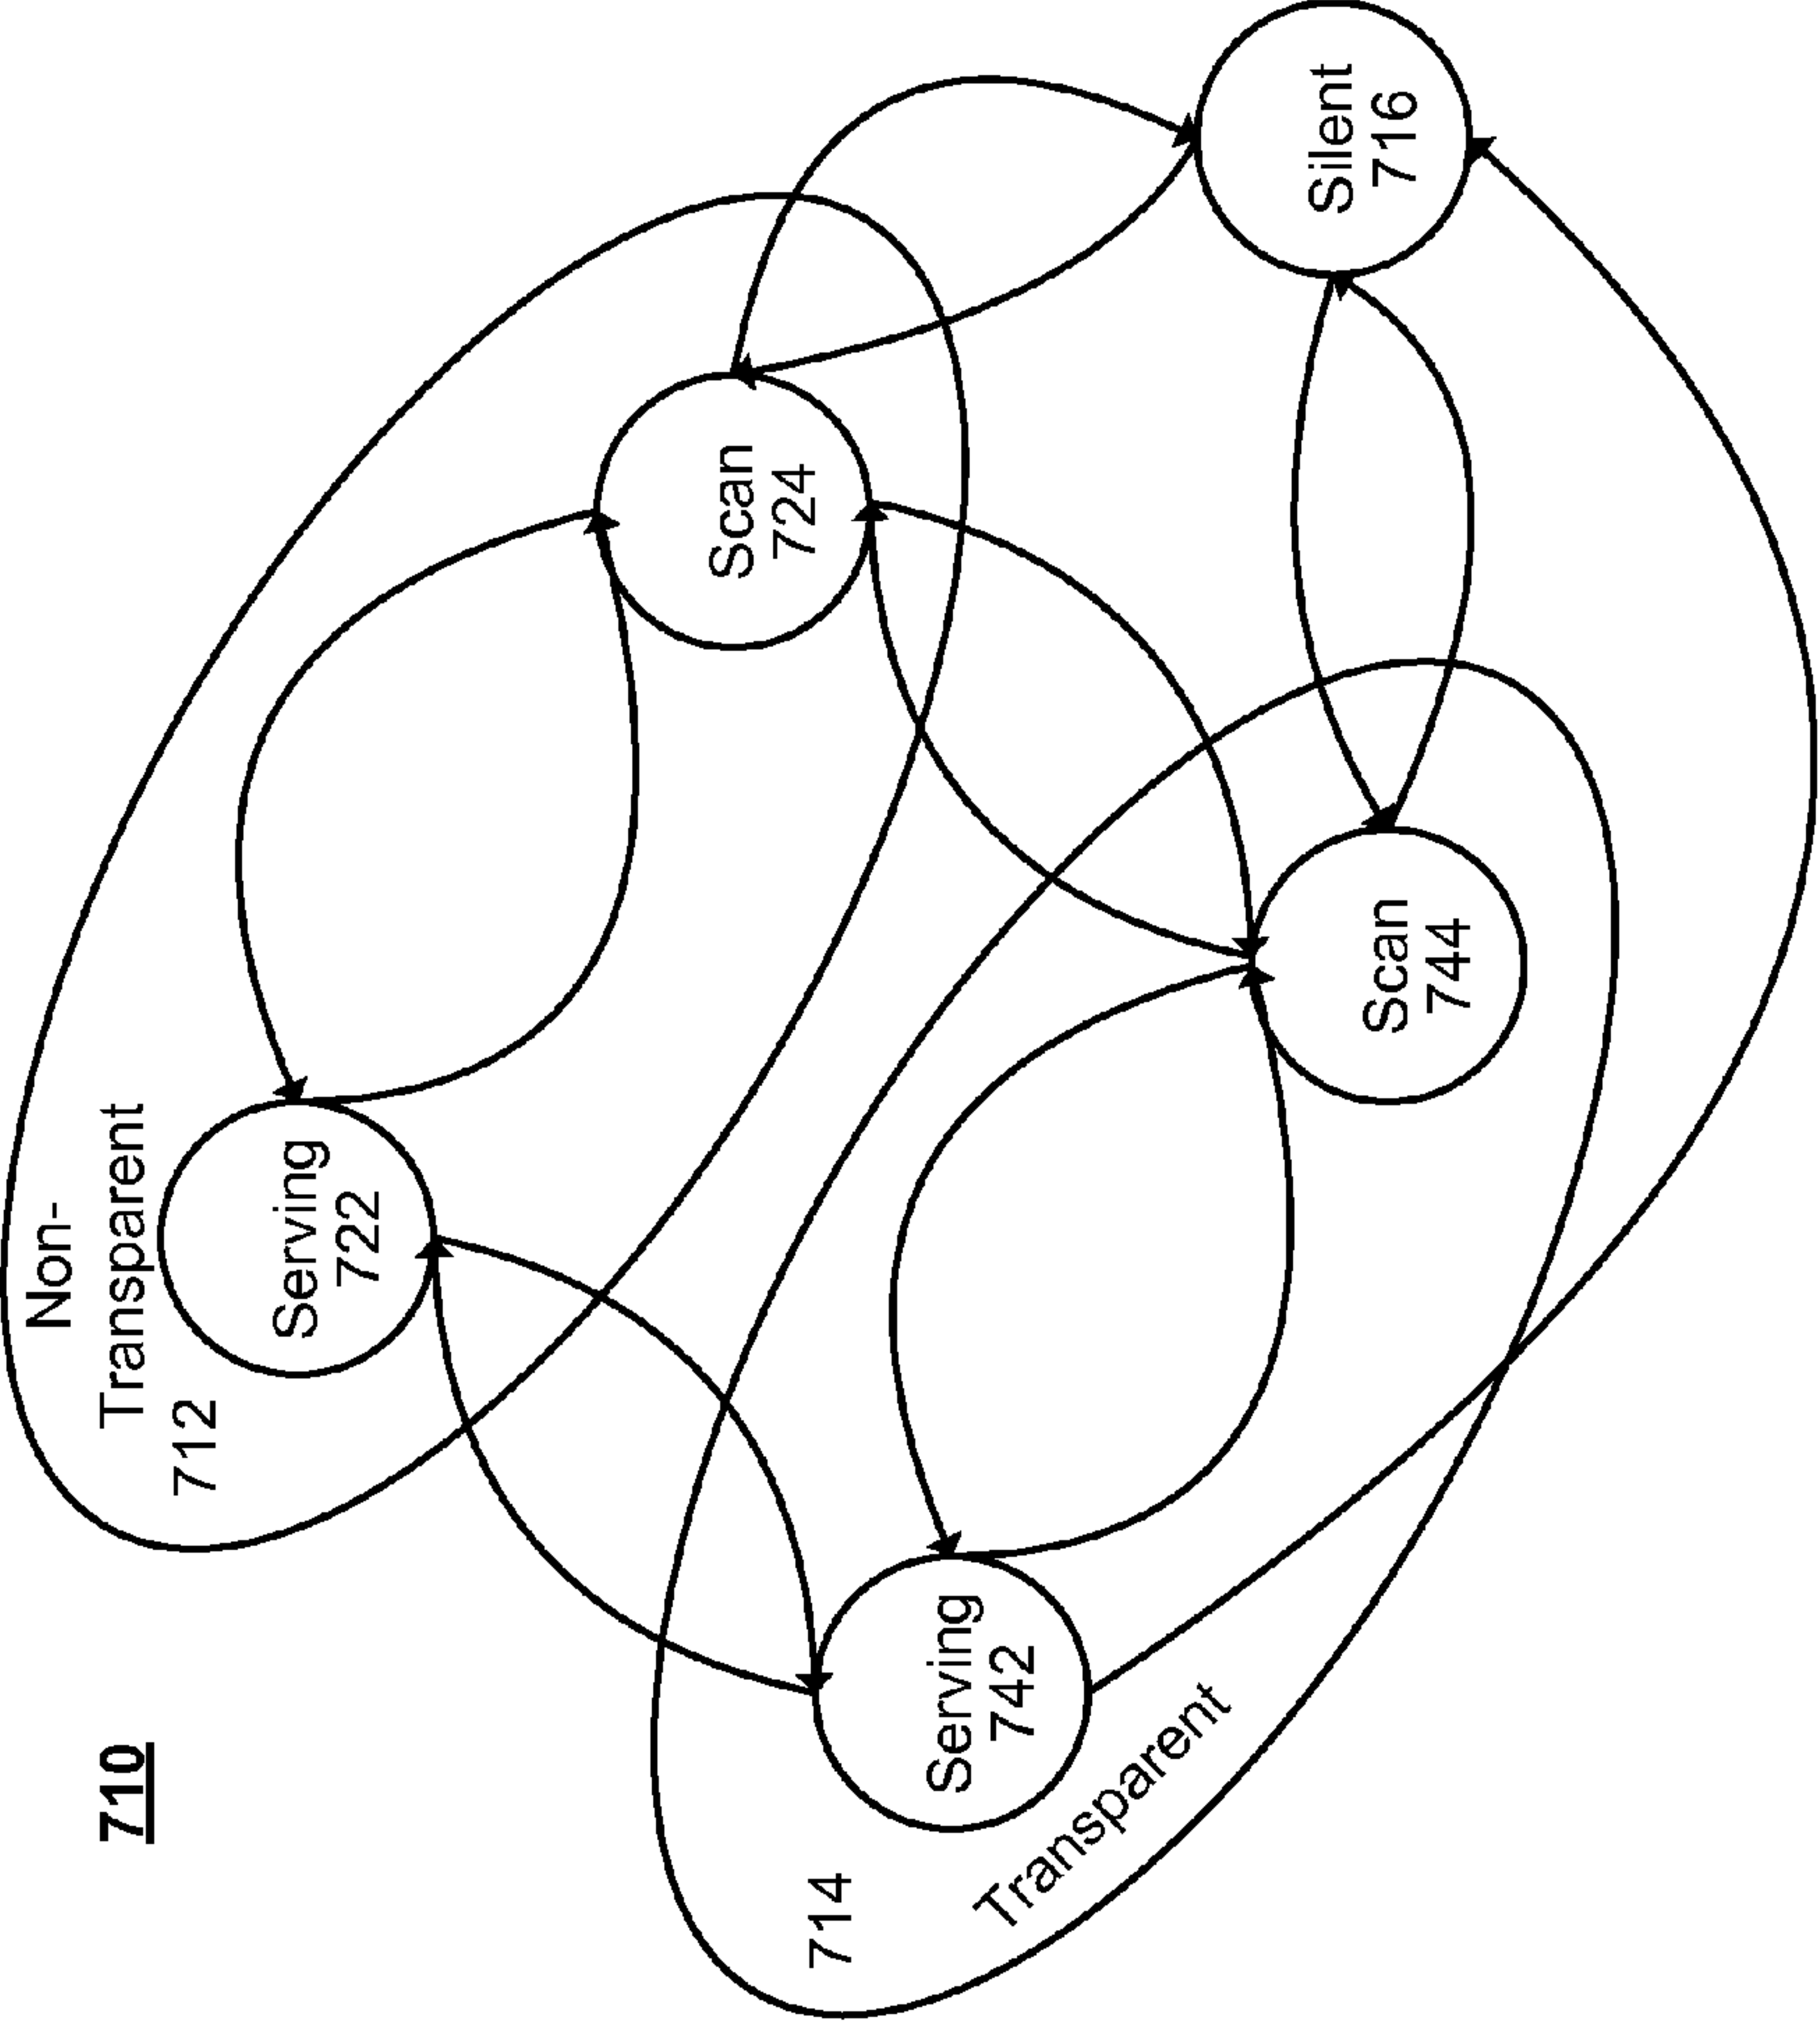 710
Non-
Transparent
712
Serving
722
Scan
724
Silent
716
Serving
742
Scan
744
714
Transparent